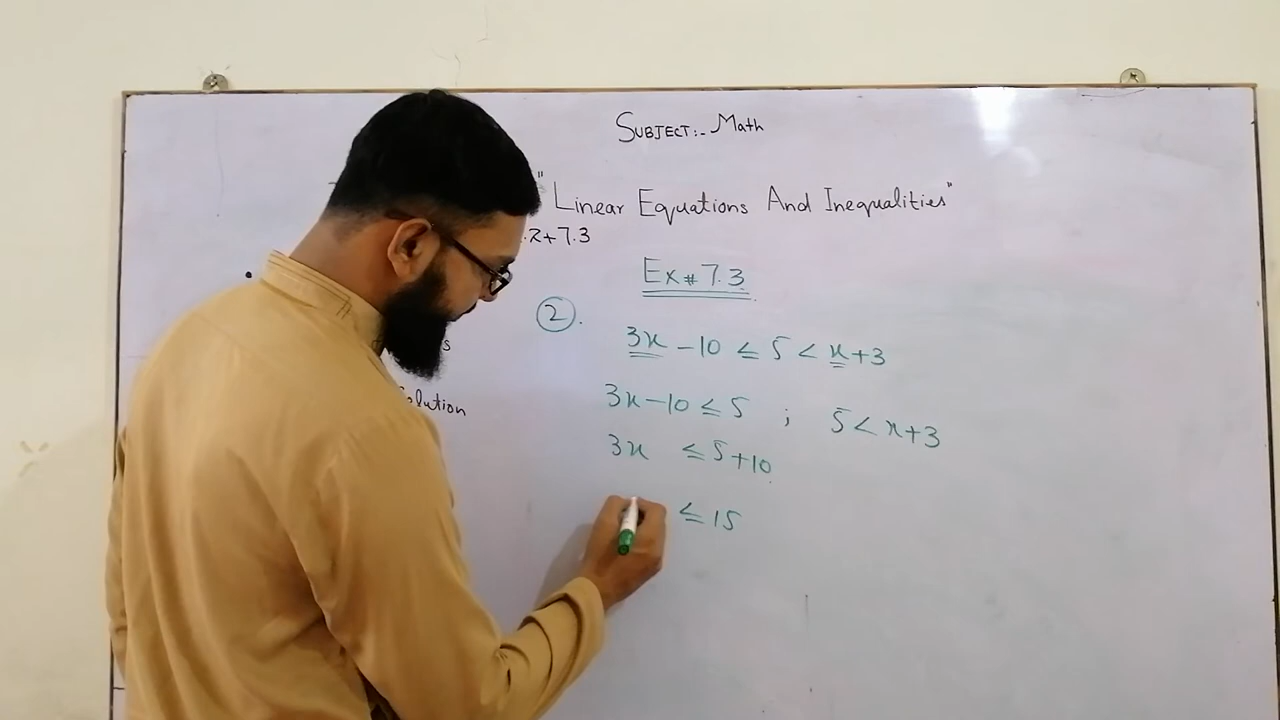 SUBJECT:- Math
"Linear Equations And Inequalities"
.2+7.3
Ex # 7.3
2.
3x - 10 ≤ 5 < x + 3
3x - 10 ≤ 5 ; 5 < x + 3
3x ≤ 5 + 10
≤ 15